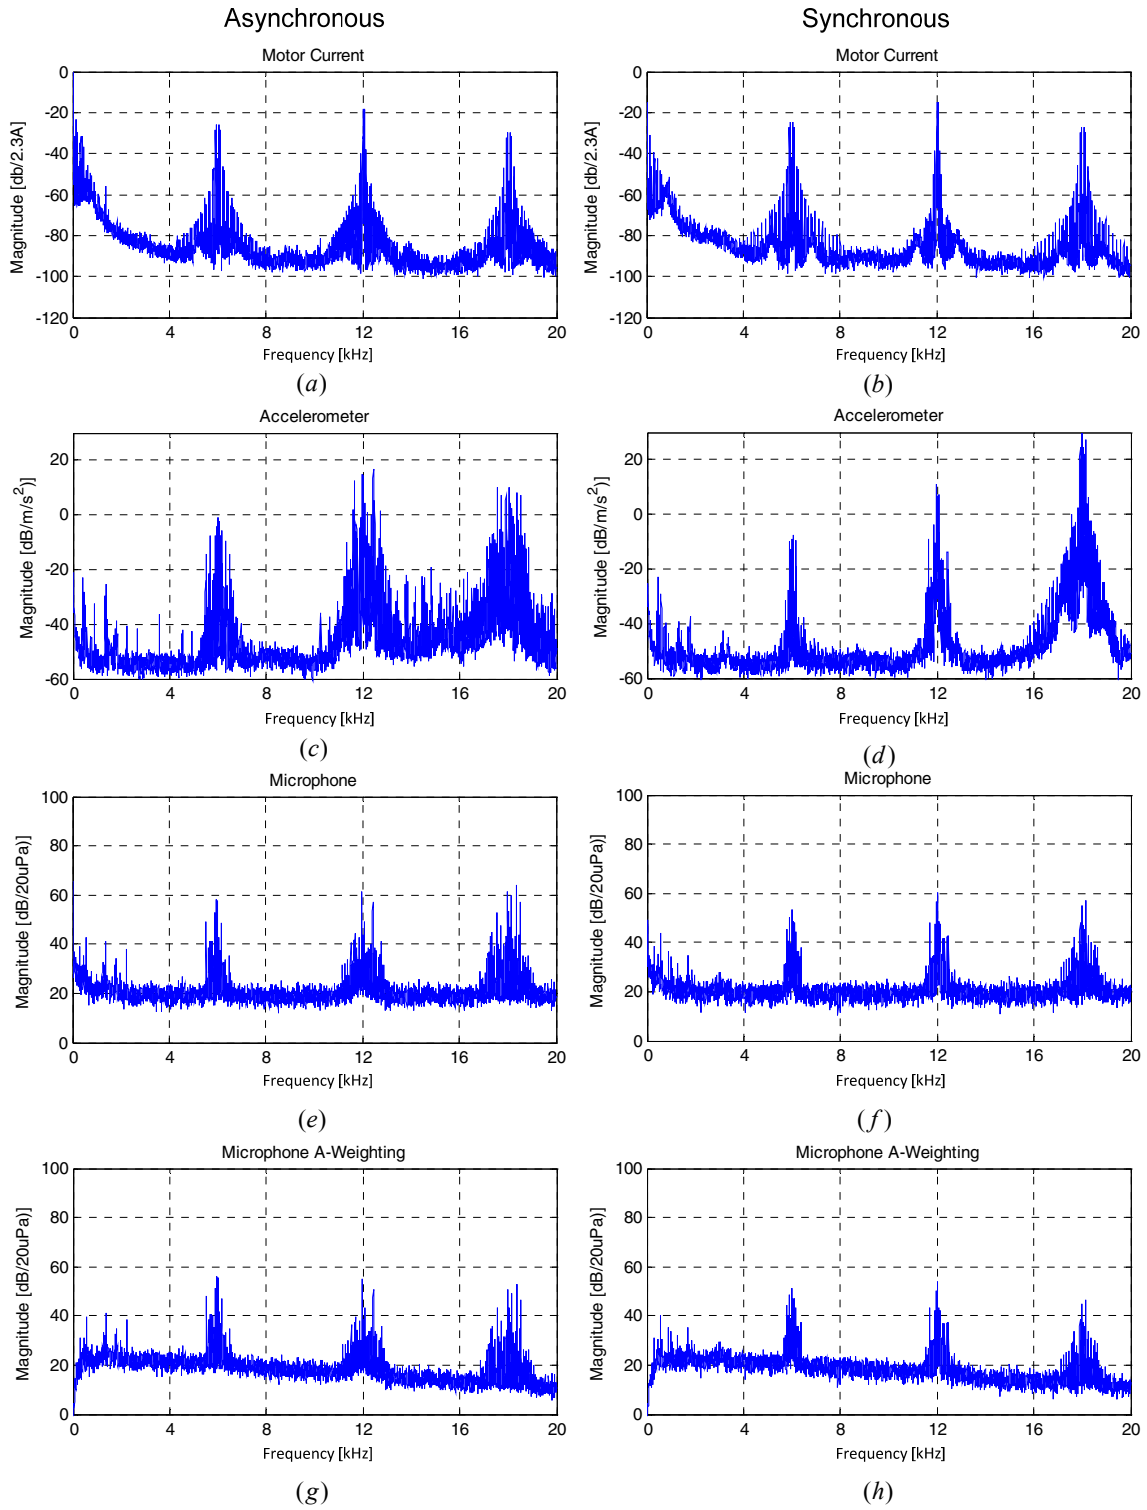 Asynchronous
Synchronous
Motor Current
Motor Current
Magnitude [db/2.3A]
0
-20
-40
-60
-80
-100
-120
0 4 8 12 16 20
Frequency [kHz]
(a)
Magnitude [db/2.3A]
0
-20
-40
-60
-80
-100
-120
0 4 8 12 16 20
Frequency [kHz]
(b)
Accelerometer
Magnitude [dB/m/s²)]
20
0
-20
-40
-60
0 4 8 12 16 20
Frequency [kHz]
(c)
Accelerometer
Magnitude [dB/m/s²)]
20
0
-20
-40
-60
0 4 8 12 16 20
Frequency [kHz]
(d)
Microphone
Magnitude [dB/20uPa)]
100
80
60
40
20
0
0 4 8 12 16 20
Frequency [kHz]
(e)
Microphone
Magnitude [dB/20uPa)]
100
80
60
40
20
0
0 4 8 12 16 20
Frequency [kHz]
(f)
Microphone A-Weighting
Magnitude [dB/20uPa)]
100
80
60
40
20
0
0 4 8 12 16 20
Frequency [kHz]
(g)
Microphone A-Weighting
Magnitude [dB/20uPa)]
100
80
60
40
20
0
0 4 8 12 16 20
Frequency [kHz]
(h)